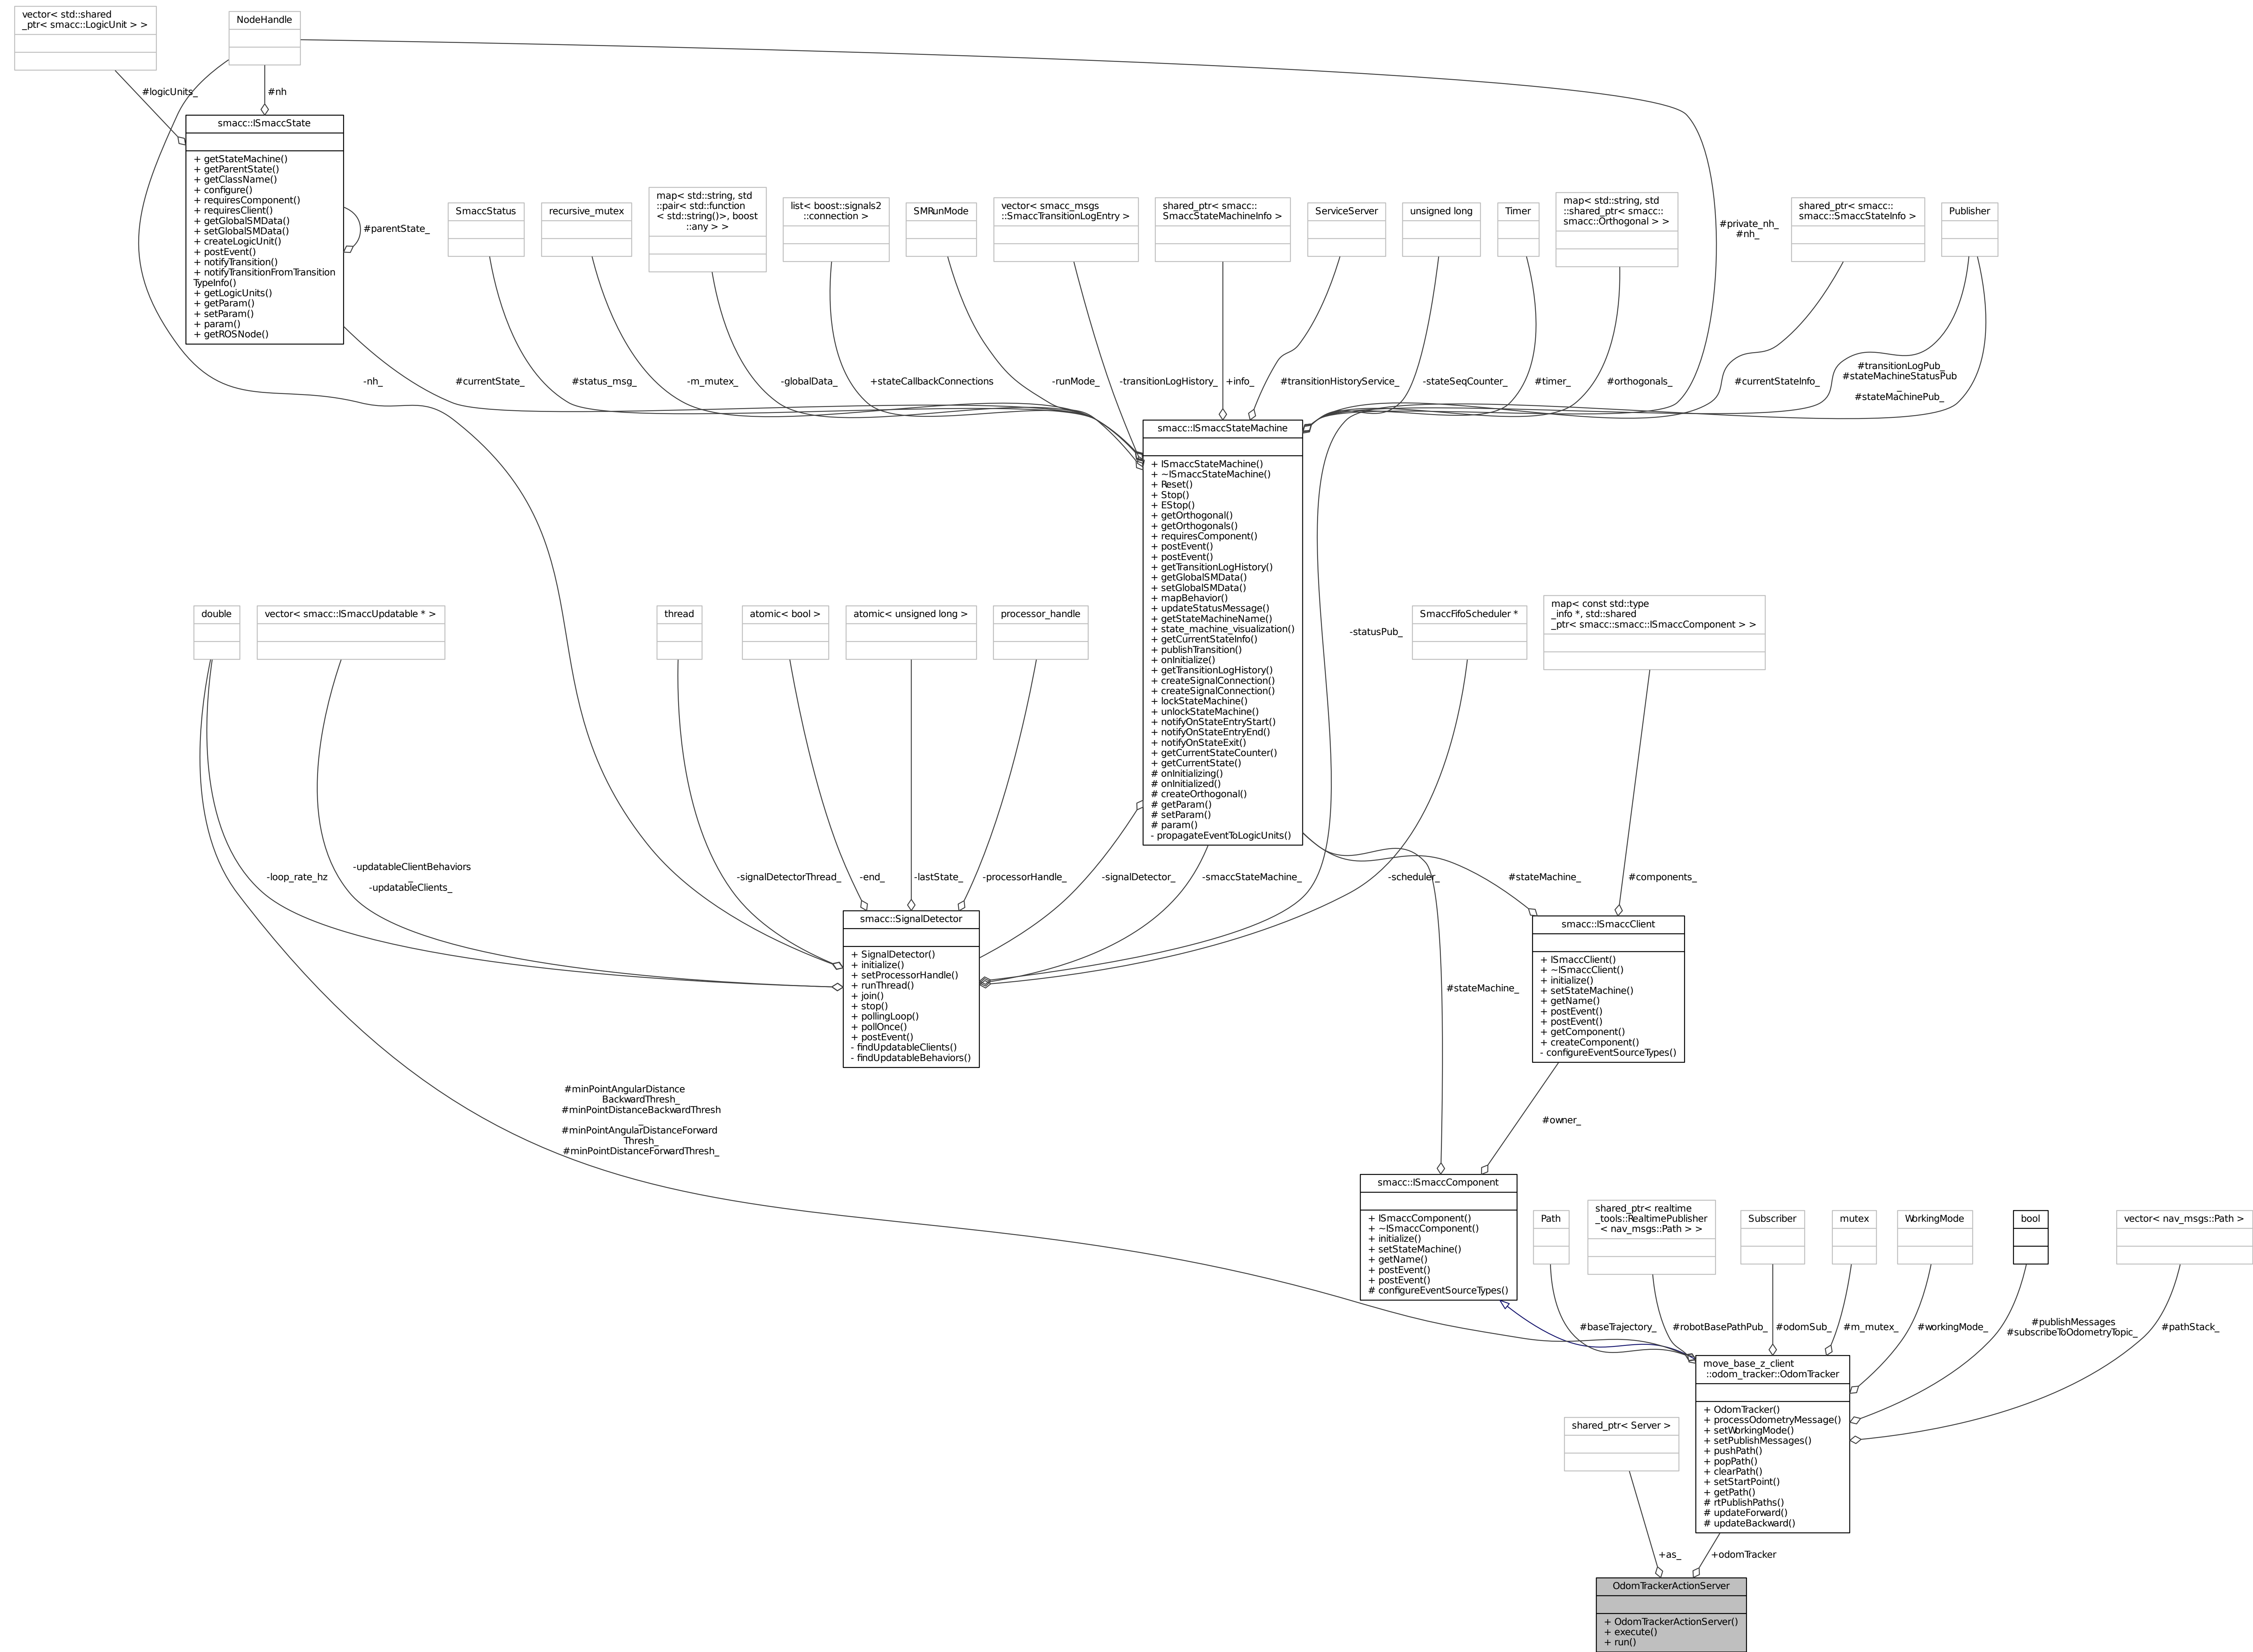 vector< std::shared
_ptr< smacc::LogicUnit > >
NodeHandle
#logicUnits_
#nh
smacc::ISmaccState
+ getStateMachine()
+ getParentState()
+ getClassName()
+ configure()
+ requiresComponent()
+ requiresClient()
+ getGlobalSMData()
+ setGlobalSMData()
+ createLogicUnit()
+ postEvent()
+ notifyTransition()
+ notifyTransitionFromTransition
TypeInfo()
+ getLogicUnits()
+ getParam()
+ setParam()
+ param()
+ getROSNode()
#parentState_
SmaccStatus
recursive_mutex
map< std::string, std
::pair< std::function
< std::string()>, boost
::any > >
list< boost::signals2
::connection >
SMRunMode
vector< smacc_msgs
::SmaccTransitionLogEntry >
shared_ptr< smacc::
SmaccStateMachineInfo >
ServiceServer
unsigned long
Timer
map< std::string, std
::shared_ptr< smacc::
smacc::Orthogonal > >
#private_nh_
#nh_
shared_ptr< smacc::
smacc::SmaccStateInfo >
Publisher
-nh_
#currentState_
#status_msg_
-m_mutex_
-globalData_
+stateCallbackConnections
-runMode_
-transitionLogHistory_
+info_
#transitionHistoryService_
-stateSeqCounter_
#timer_
#orthogonals_
#currentStateInfo_
#transitionLogPub_
#stateMachineStatusPub
_
#stateMachinePub_
smacc::ISmaccStateMachine
+ ISmaccStateMachine()
+ ~ISmaccStateMachine()
+ Reset()
+ Stop()
+ EStop()
+ getOrthogonal()
+ getOrthogonals()
+ requiresComponent()
+ postEvent()
+ postEvent()
+ getTransitionLogHistory()
+ getGlobalSMData()
+ setGlobalSMData()
+ mapBehavior()
+ updateStatusMessage()
+ getStateMachineName()
+ state_machine_visualization()
+ getCurrentStateInfo()
+ publishTransition()
+ onInitialize()
+ getTransitionLogHistory()
+ createSignalConnection()
+ createSignalConnection()
+ lockStateMachine()
+ unlockStateMachine()
+ notifyOnStateEntryStart()
+ notifyOnStateEntryEnd()
+ notifyOnStateExit()
+ getCurrentStateCounter()
+ getCurrentState()
# onInitializing()
# onInitialized()
# createOrthogonal()
# getParam()
# setParam()
# param()
- propagateEventToLogicUnits()
double
vector< smacc::ISmaccUpdatable * >
thread
atomic< bool >
atomic< unsigned long >
processor_handle
-statusPub_
SmaccFifoScheduler *
map< const std::type
_info *, std::shared
_ptr< smacc::smacc::ISmaccComponent > >
-loop_rate_hz
-updatableClientBehaviors
_
-updatableClients_
-signalDetectorThread_
-end_
-lastState_
-processorHandle_
-signalDetector_
-smaccStateMachine_
-scheduler_
#stateMachine_
#components_
smacc::SignalDetector
+ SignalDetector()
+ initialize()
+ setProcessorHandle()
+ runThread()
+ join()
+ stop()
+ pollingLoop()
+ pollOnce()
+ postEvent()
- findUpdatableClients()
- findUpdatableBehaviors()
smacc::ISmaccClient
+ ISmaccClient()
+ ~ISmaccClient()
+ initialize()
+ setStateMachine()
+ getName()
+ postEvent()
+ postEvent()
+ getComponent()
+ createComponent()
- configureEventSourceTypes()
#stateMachine_
#minPointAngularDistance
BackwardThresh_
#minPointDistanceBackwardThresh
_
#minPointAngularDistanceForward
Thresh_
#minPointDistanceForwardThresh_
#owner_
smacc::ISmaccComponent
+ ISmaccComponent()
+ ~ISmaccComponent()
+ initialize()
+ setStateMachine()
+ getName()
+ postEvent()
+ postEvent()
# configureEventSourceTypes()
Path
shared_ptr< realtime
_tools::RealtimePublisher
< nav_msgs::Path > >
Subscriber
mutex
WorkingMode
bool
vector< nav_msgs::Path >
#baseTrajectory_
#robotBasePathPub_
#odomSub_
#m_mutex_
#workingMode_
#publishMessages
#subscribeToOdometryTopic_
#pathStack_
move_base_z_client
::odom_tracker::OdomTracker
+ OdomTracker()
+ processOdometryMessage()
+ setWorkingMode()
+ setPublishMessages()
+ pushPath()
+ popPath()
+ clearPath()
+ setStartPoint()
+ getPath()
# rtPublishPaths()
# updateForward()
# updateBackward()
shared_ptr< Server >
+as_
+odomTracker
OdomTrackerActionServer
+ OdomTrackerActionServer()
+ execute()
+ run()